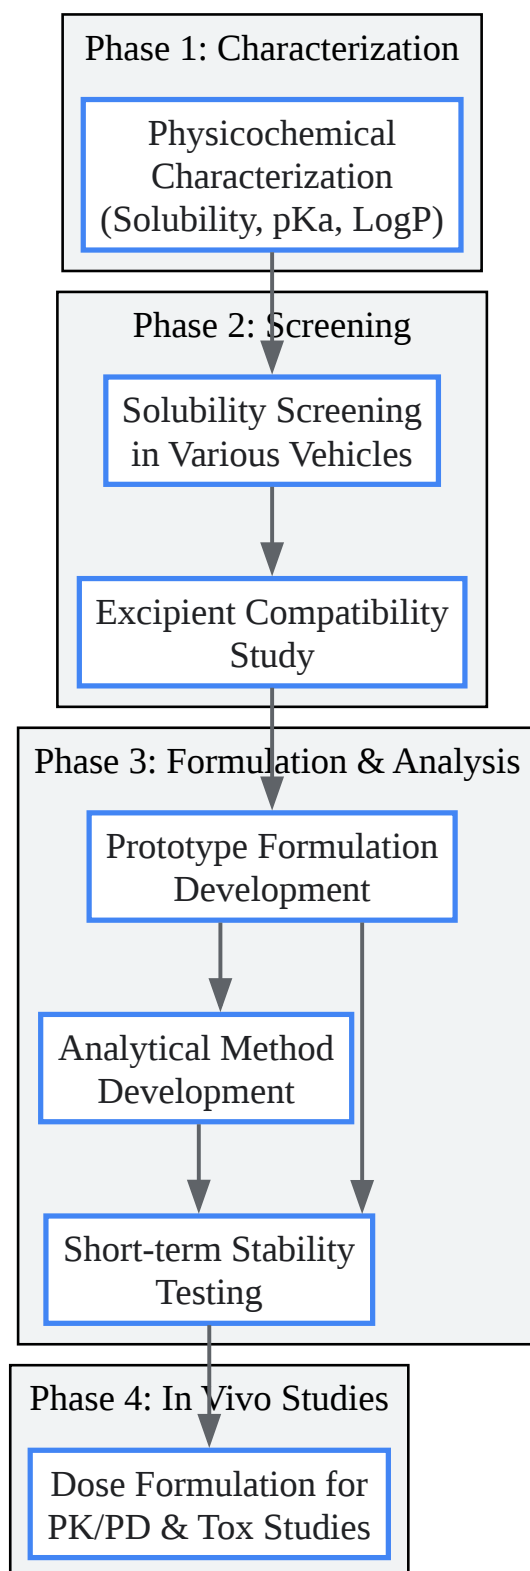 Phase 1: Characterization
Physicochemical
Characterization
(Solubility, pKa, LogP)
Phase 2: Screening
Solubility Screening
in Various Vehicles
Excipient Compatibility
Study
Phase 3: Formulation & Analysis
Prototype Formulation
Development
Analytical Method
Development
Short-term Stability
Testing
Phase 4: In Vivo Studies
Dose Formulation for
PK/PD & Tox Studies